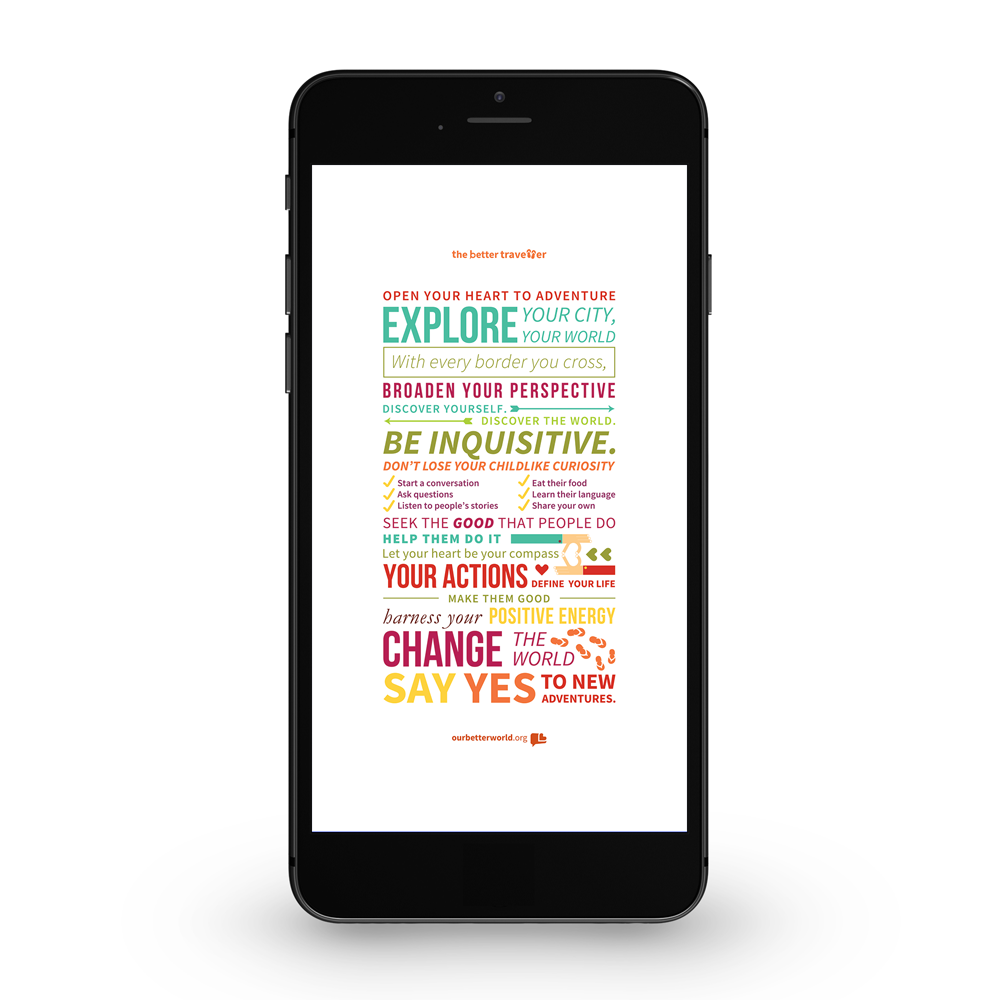 the better traveller
OPEN YOUR HEART TO ADVENTURE
EXPLORE YOUR CITY,
YOUR WORLD
With every border you cross,
BROADEN YOUR PERSPECTIVE
DISCOVER YOURSELF.
DISCOVER THE WORLD.
BE INQUISITIVE.
DON'T LOSE YOUR CHILDLIKE CURIOSITY
Start a conversation
Ask questions
Listen to people's stories
Eat their food
Learn their language
Share your own
SEEK THE GOOD THAT PEOPLE DO
HELP THEM DO IT
Let your heart be your compass
YOUR ACTIONS DEFINE YOUR LIFE
MAKE THEM GOOD
harness your POSITIVE ENERGY
CHANGE THE
WORLD
SAY YES TO NEW
ADVENTURES.
ourbetterworld.org